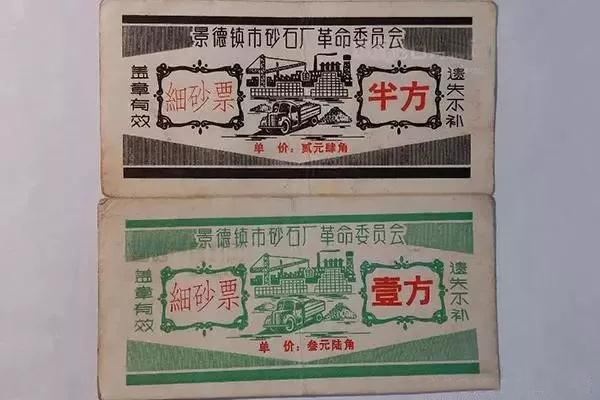 景德镇市砂石厂革命委员会
盖章有效
細砂票
半方
遗失不补
单 价：贰元肆角
景德镇市砂石厂革命委员会
盖章有效
細砂票
壹方
遗失不补
单 价：叁元陆角